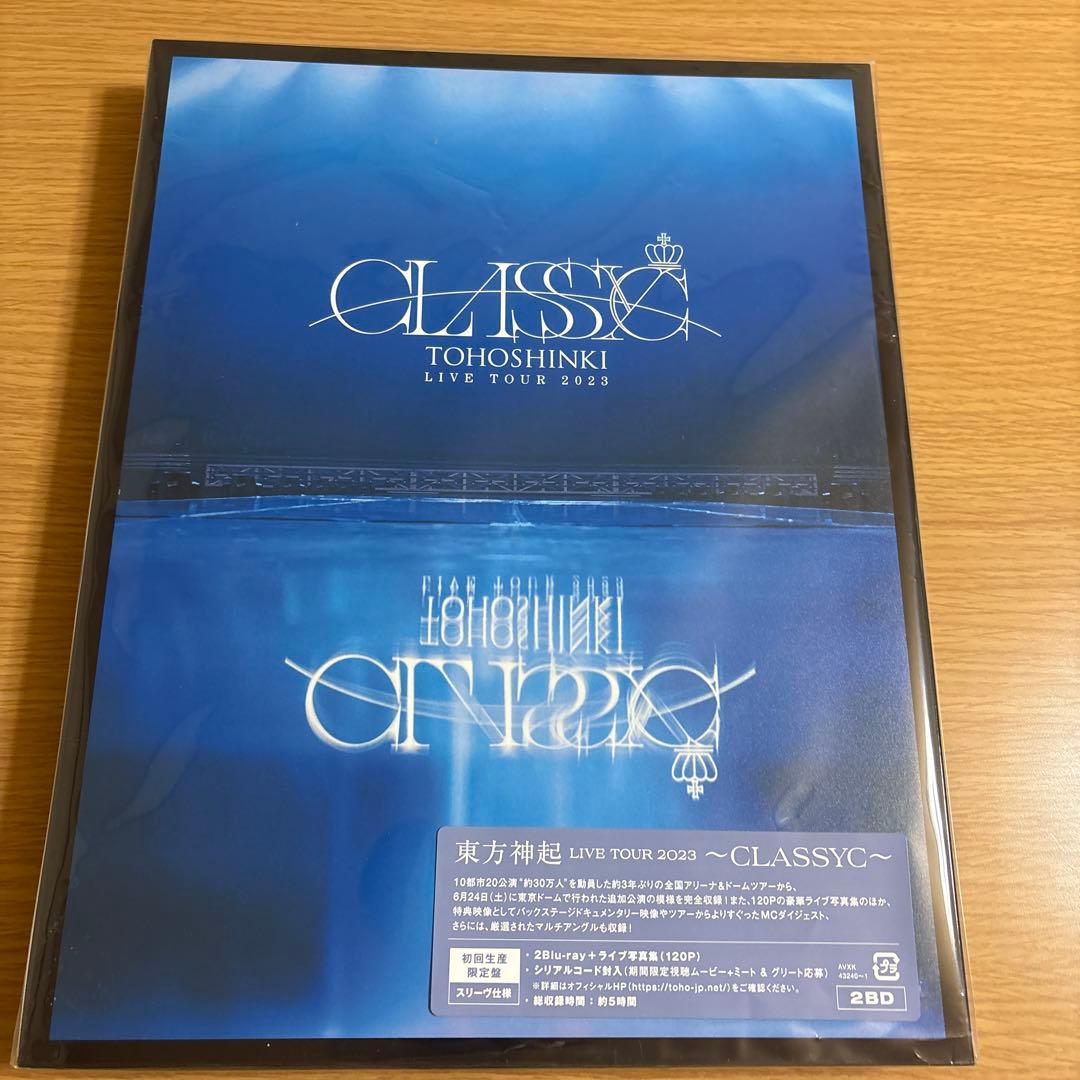 CLASSYC
TOHOSHINKI
LIVE TOUR 2023
LIVE TOUR 2023
TOHOSHINKI
CLASSYC
東方神起 LIVE TOUR 2023 ～CLASSYC～
10都市20公演“約30万人”を動員した約3年ぶりの全国アリーナ&ドームツアーから、
6月24日(土)に東京ドームで行われた追加公演の模様を完全収録！また、120Pの豪華ライブ写真集のほか、
特典映像としてバックステージドキュメンタリー映像やツアーからよりすぐったMCダイジェスト、
さらには、厳選されたマルチアングルも収録！
初回生産
限定盤
スリーヴ仕様
・2Blu-ray＋ライブ写真集(120P)
・シリアルコード封入(期間限定視聴ムービー+ミート & グリート応募)
※詳細はオフィシャルHP(https://toho-jp.net/)をご確認ください。
・総収録時間：約5時間
AVXK
43240~1
プラ
2BD